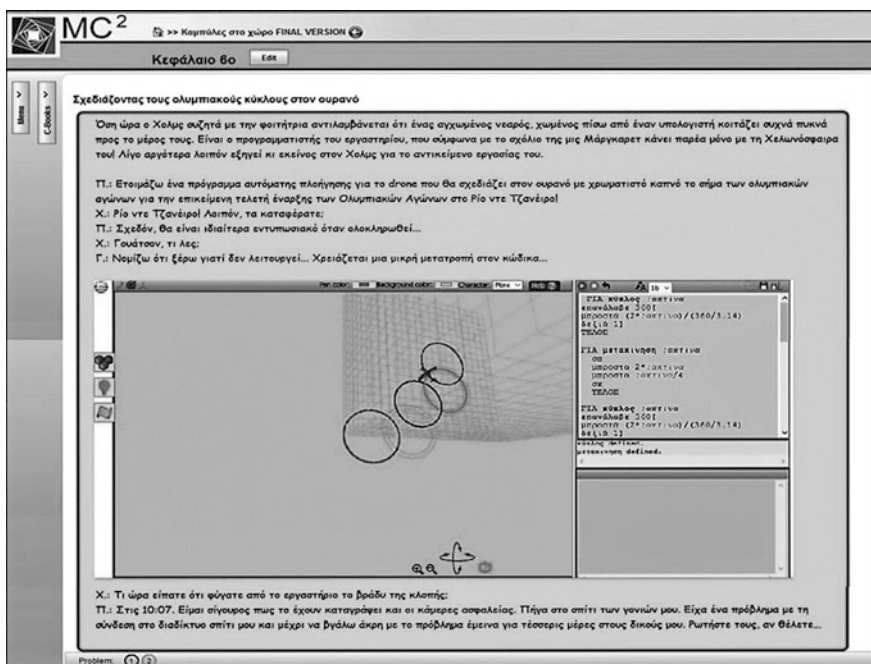 MC²
>> Καμπύλες στο χώρο FINAL VERSION
Κεφάλαιο 6ο Edit
Menu >
C-Books >
Σχεδιάζοντας τους ολυμπιακούς κύκλους στον ουρανό
Όση ώρα ο Χολμς συζητά με την φοιτήτρια αντιλαμβάνεται ότι ένας αγχωμένος νεαρός, χωμένος πίσω από έναν υπολογιστή κοιτάζει συχνά πυκνά
προς το μέρος τους. Είναι ο προγραμματιστής του εργαστηρίου, που σύμφωνα με το σχόλιο της μις Μάργκαρετ κάνει παρέα μόνο με τη Χελωνόσφαιρα
του! Λίγο αργότερα λοιπόν εξηγεί κι εκείνος στον Χολμς για το αντικείμενο εργασίας του.
Π.: Ετοιμάζω ένα πρόγραμμα αυτόματης πλοήγησης για το drone που θα σχεδιάζει στον ουρανό με χρωματιστό καπνό το σήμα των ολυμπιακών
αγώνων για την επικείμενη τελετή έναρξης των Ολυμπιακών Αγώνων στο Ρίο ντε Τζανέιρο!
Χ.: Ρίο ντε Τζανέιρο! Λοιπόν, τα καταφέρατε;
Π.: Σχεδόν, θα είναι ιδιαίτερα εντυπωσιακό όταν ολοκληρωθεί...
Χ.: Γουάτσον, τι λες;
Γ.: Νομίζω ότι ξέρω γιατί δεν λειτουργεί... Χρειάζεται μια μικρή μετατροπή στον κώδικα...
Pen color: Background color: Character: None Help
16
ΓΙΑ κύκλος :ακτινα
επανάλαβε 360[
μπροστά (2*:ακτινα)/(360/3.14)
δεξιά 1]
ΤΕΛΟΣ
ΓΙΑ μετακινηση :ακτινα
σα
μπροστα 2*:ακτινα
μπροστα :ακτινα/4
σκ
ΤΕΛΟΣ
ΓΙΑ κύκλος :ακτινα
επανάλαβε 360[
μπροστά (2*:ακτινα)/(360/3.14)
δεξιά 1]
κύκλος defined.
μετακινηση defined.
Χ.: Τι ώρα είπατε ότι φύγατε από το εργαστήριο το βράδυ της κλοπής;
Π.: Στις 10:07. Είμαι σίγουρος πως το έχουν καταγράψει και οι κάμερες ασφαλείας. Πήγα στο σπίτι των γονιών μου. Είχα ένα πρόβλημα με τη
σύνδεση στο διαδίκτυο σπίτι μου και μέχρι να βγάλω άκρη με το πρόβλημα έμεινα για τέσσερις μέρες στους δικούς μου. Ρωτήστε τους, αν θέλετε...
Problem: 1 2